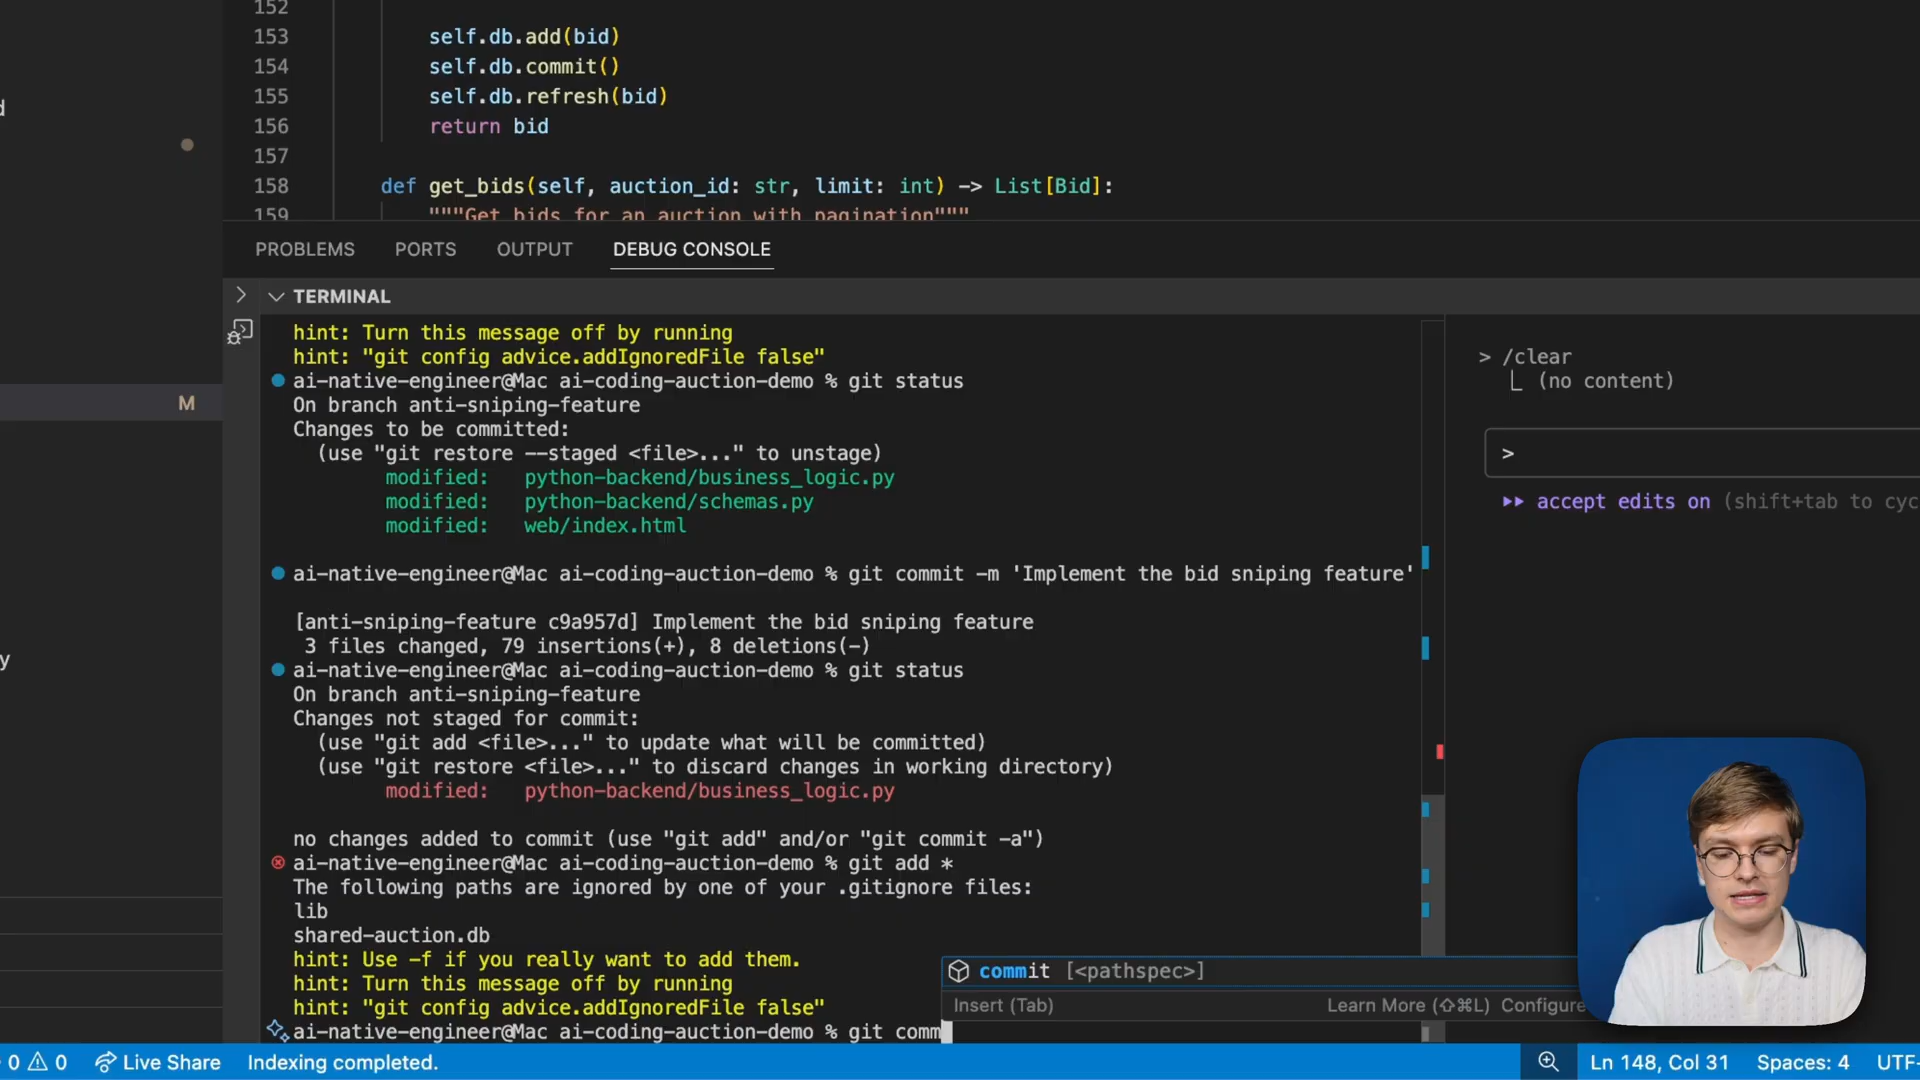 152
153 self.db.add(bid)
154 self.db.commit()
155 self.db.refresh(bid)
156 return bid
157
158 def get_bids(self, auction_id: str, limit: int) -> List[Bid]:
159 """Get bids for an auction with pagination"""
PROBLEMS PORTS OUTPUT DEBUG CONSOLE
TERMINAL
hint: Turn this message off by running
hint: "git config advice.addIgnoredFile false"
ai-native-engineer@Mac ai-coding-auction-demo % git status
On branch anti-sniping-feature
Changes to be committed:
(use "git restore --staged <file>..." to unstage)
modified: python-backend/business_logic.py
modified: python-backend/schemas.py
modified: web/index.html
ai-native-engineer@Mac ai-coding-auction-demo % git commit -m 'Implement the bid sniping feature'
[anti-sniping-feature c9a957d] Implement the bid sniping feature
3 files changed, 79 insertions(+), 8 deletions(-)
ai-native-engineer@Mac ai-coding-auction-demo % git status
On branch anti-sniping-feature
Changes not staged for commit:
(use "git add <file>..." to update what will be committed)
(use "git restore <file>..." to discard changes in working directory)
modified: python-backend/business_logic.py
no changes added to commit (use "git add" and/or "git commit -a")
ai-native-engineer@Mac ai-coding-auction-demo % git add *
The following paths are ignored by one of your .gitignore files:
lib
shared-auction.db
hint: Use -f if you really want to add them.
hint: Turn this message off by running
hint: "git config advice.addIgnoredFile false"
ai-native-engineer@Mac ai-coding-auction-demo % git comm
commit [<pathspec>]
Insert (Tab) Learn More (⇧⌘L) Configure
> /clear
(no content)
>
accept edits on (shift+tab to cyc
d
M
y
0 0 Live Share Indexing completed. Ln 148, Col 31 Spaces: 4 UTF-